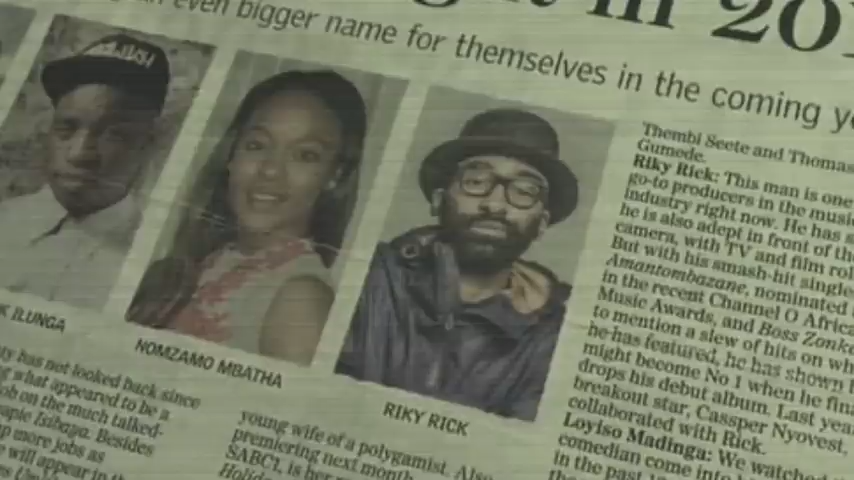 in 201
even bigger name for themselves in the coming
ILUNGA
NOMZAMO MBATHA
RIKY RICK
has not looked back since
what appeared to be a
job on the much talked-
Isibaya. Besides
more jobs as
will appear in
young wife of a polygamist. Also
premiering next month
SABC1, is her
Thembi Seete and Thomas
Gumede.
Riky Rick: This man is one
go-to producers in the music
industry right now. He has
he is also adept in front of the
camera, with TV and film
But with his smash-hit single
Amantombazane, nominated
in the recent Channel O Africa
Music Awards, and Boss Zonke
to mention a slew of hits on
he has featured, he has shown
might become No 1 when he
drops his debut album. Last
breakout star, Cassper Nyovest,
collaborated with Rick.
Loyiso Madinga: We watched
comedian come into
in the past